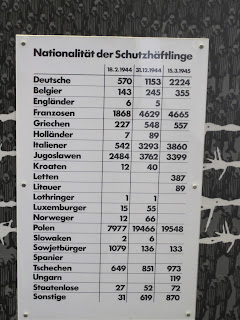 Nationalität der Schutzhäftlinge
18.2.1944 31.12.1944 15.3.1945
Deutsche 570 1153 2224
Belgier 143 245 355
Engländer 6 5
Franzosen 1868 4629 4665
Griechen 227 548 557
Holländer 7 89
Italiener 542 3293 3860
Jugoslawen 2484 3762 3399
Kroaten 12 40
Letten 387
Litauer 89
Lothringer 1 1
Luxemburger 15 55
Norweger 12 66
Polen 7977 19466 19548
Slowaken 2 6
Sowjetbürger 1079 136 133
Spanier
Tschechen 649 851 973
Ungarn 119
Staatenlose 27 52 72
Sonstige 31 619 870